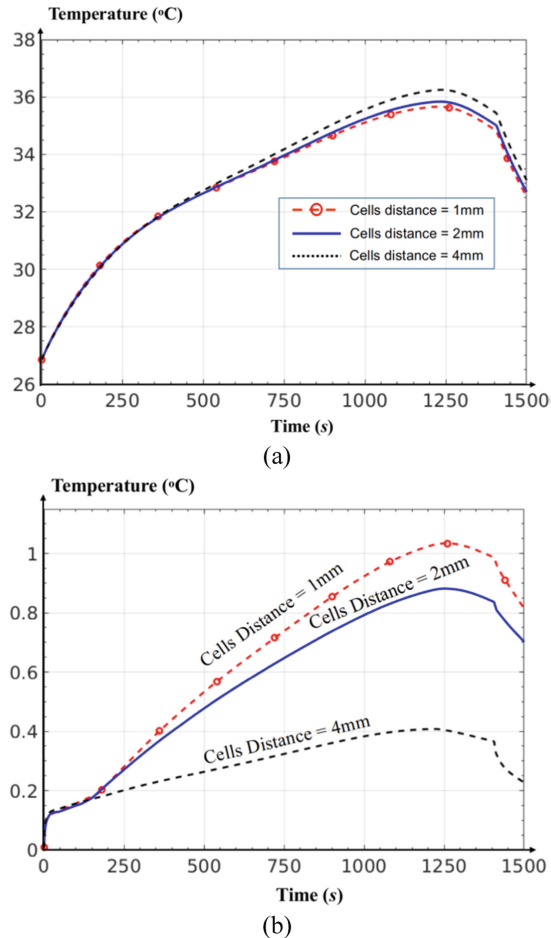 Temperature (°C)
38
36
34
32
30
28
26
Cells distance = 1mm
Cells distance = 2mm
Cells distance = 4mm
0 250 500 750 1000 1250 1500
Time (s)
(a)
Temperature (°C)
1
0.8
0.6
0.4
0.2
0
Cells Distance = 1mm
Cells Distance = 2mm
Cells Distance = 4mm
0 250 500 750 1000 1250 1500
Time (s)
(b)